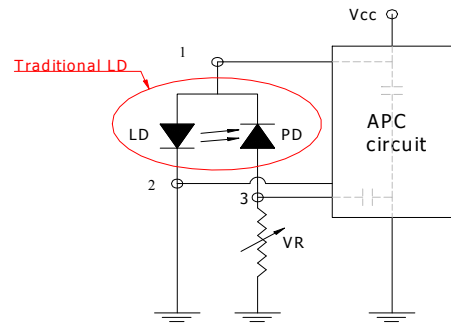 Vcc
1
Traditional LD
LD
PD
APC
circuit
2
3
VR